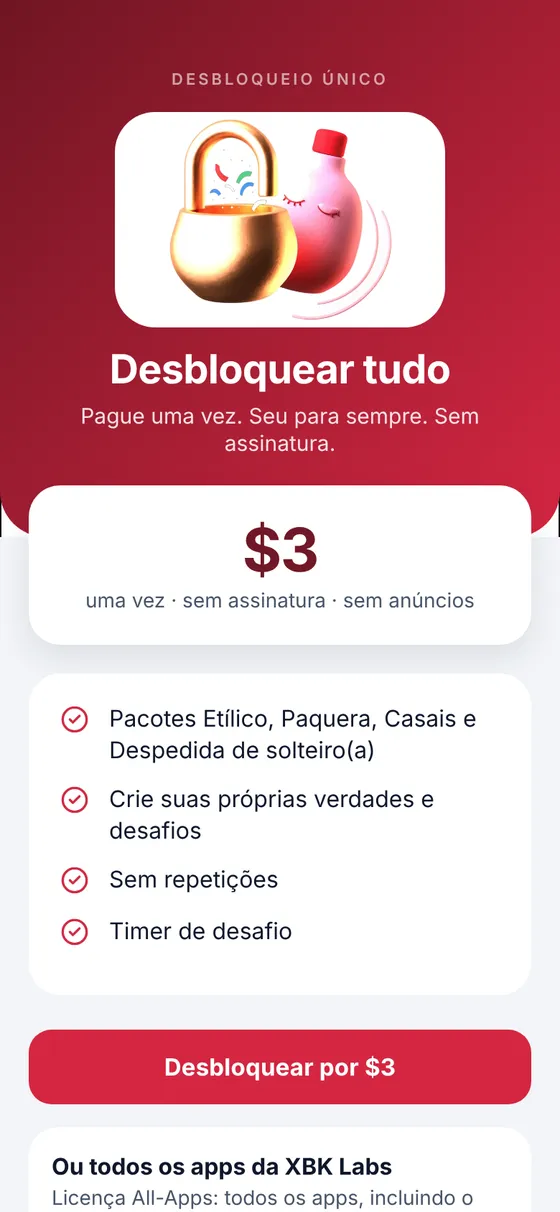 DESBLOQUEIO ÚNICO
Desbloquear tudo
Pague uma vez. Seu para sempre. Sem
assinatura.
$3
uma vez · sem assinatura · sem anúncios
Pacotes Etílico, Paquera, Casais e
Despedida de solteiro(a)
Crie suas próprias verdades e
desafios
Sem repetições
Timer de desafio
Desbloquear por $3
Ou todos os apps da XBK Labs
Licença All-Apps: todos os apps, incluindo o